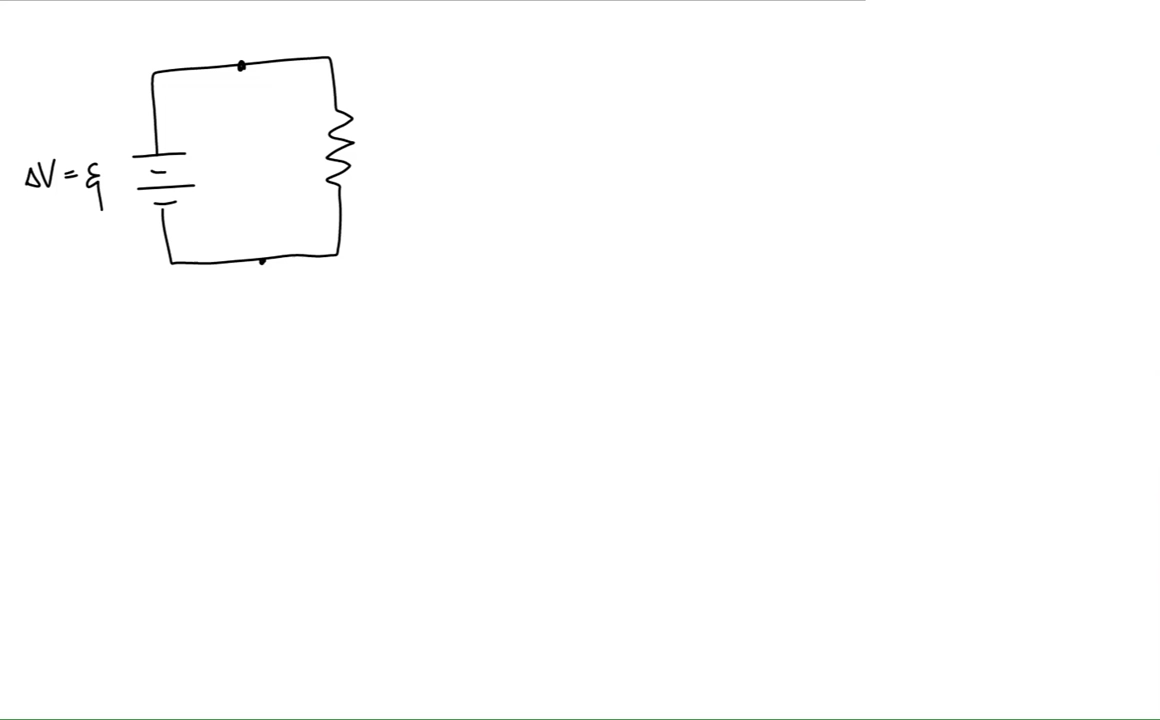 ΔV = ℰ